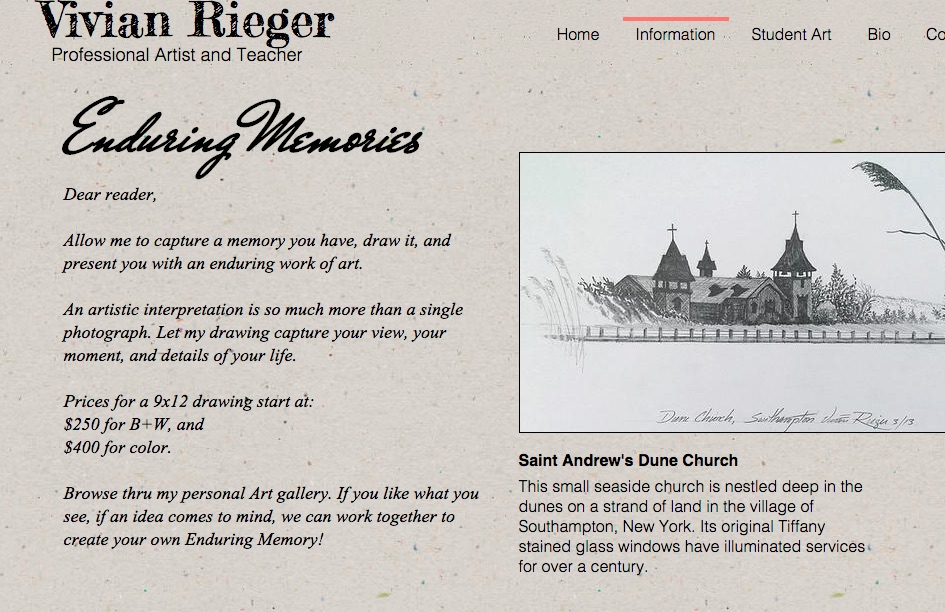 Vivian Rieger
Professional Artist and Teacher
Home Information Student Art Bio Co
Enduring Memories
Dear reader,
Allow me to capture a memory you have, draw it, and
present you with an enduring work of art.
An artistic interpretation is so much more than a single
photograph. Let my drawing capture your view, your
moment, and details of your life.
Prices for a 9x12 drawing start at:
$250 for B+W, and
$400 for color.
Browse thru my personal Art gallery. If you like what you
see, if an idea comes to mind, we can work together to
create your own Enduring Memory!
Dune Church, Southampton Vivian Rieger 3/13
Saint Andrew's Dune Church
This small seaside church is nestled deep in the
dunes on a strand of land in the village of
Southampton, New York. Its original Tiffany
stained glass windows have illuminated services
for over a century.